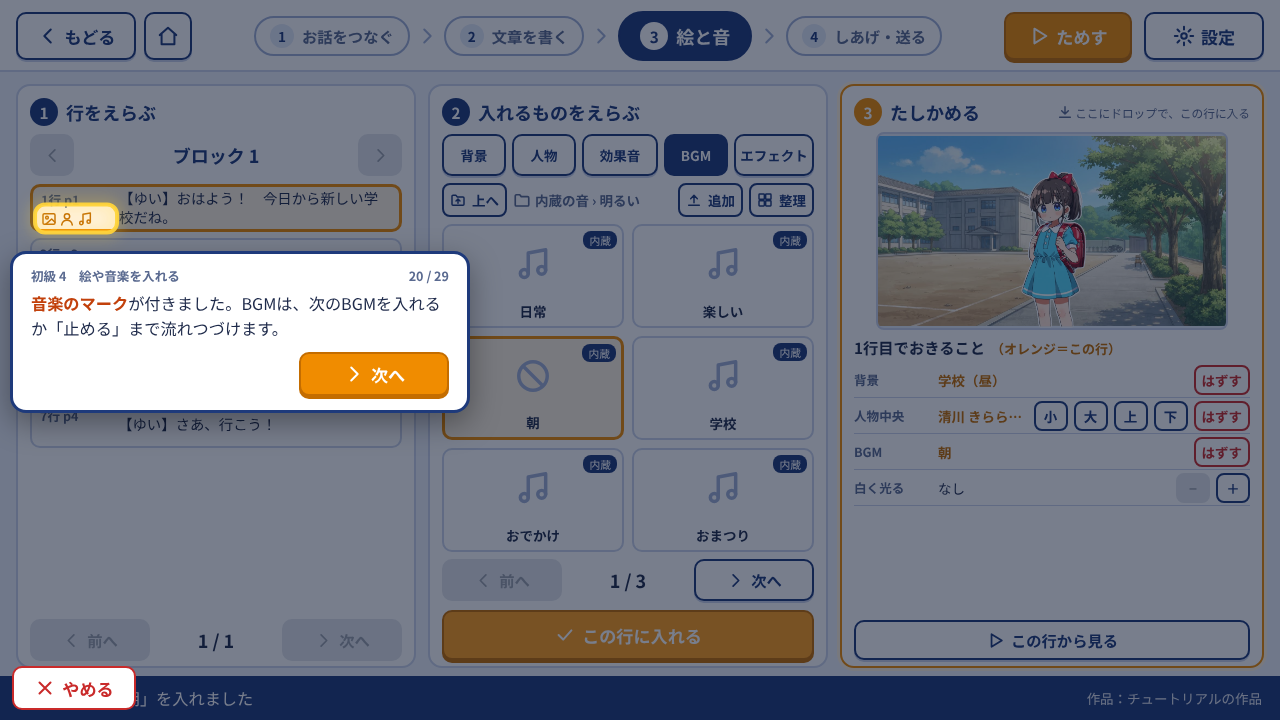 もどる
1 お話をつなぐ
2 文章を書く
3 絵と音
4 しあげ・送る
ためす
設定
1 行をえらぶ
ブロック 1
1行 p1
【ゆい】おはよう！　今日から新しい学
校だね。
初級 4　絵や音楽を入れる
20 / 29
音楽のマークが付きました。BGMは、次のBGMを入れる
か「止める」まで流れつづけます。
次へ
7行 p4
【ゆい】さあ、行こう！
前へ
1 / 1
次へ
2 入れるものをえらぶ
背景
人物
効果音
BGM
エフェクト
上へ
内蔵の音 › 明るい
追加
整理
内蔵
日常
内蔵
楽しい
内蔵
朝
内蔵
学校
内蔵
おでかけ
内蔵
おまつり
前へ
1 / 3
次へ
この行に入れる
3 たしかめる
ここにドロップで、この行に入る
1行目でおきること （オレンジ＝この行）
背景 学校（昼） はずす
人物中央 清川 きらら… 小 大 上 下 はずす
BGM 朝 はずす
白く光る なし − ＋
この行から見る
やめる
」を入れました
作品：チュートリアルの作品